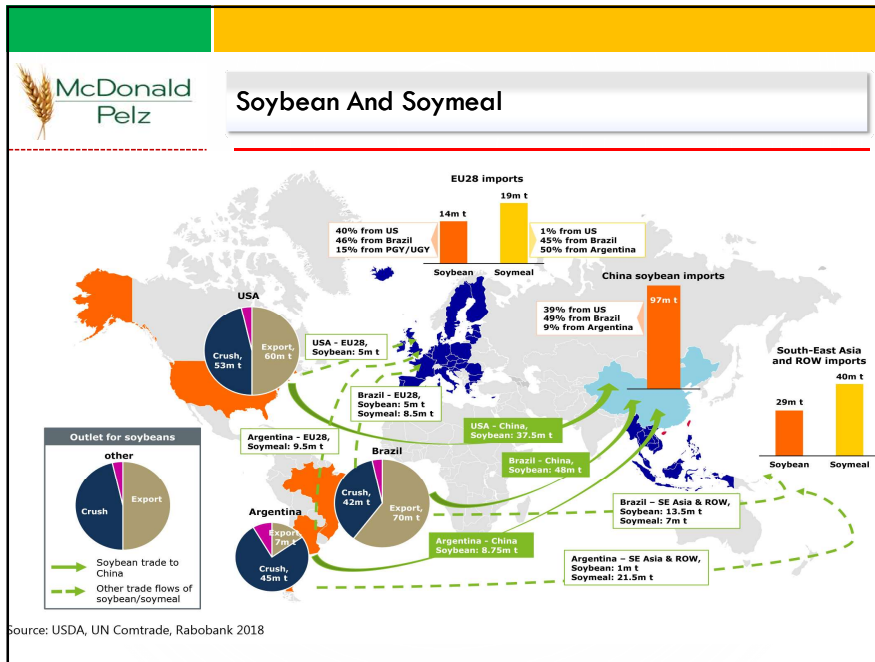 McDonald
Pelz
Soybean And Soymeal
EU28 imports
19m t
14m t
40% from US
46% from Brazil
15% from PGY/UGY
1% from US
45% from Brazil
50% from Argentina
Soybean
Soymeal
China soybean imports
97m t
39% from US
49% from Brazil
9% from Argentina
USA
Export,
60m t
Crush,
53m t
USA - EU28,
Soybean: 5m t
South-East Asia
and ROW imports
40m t
29m t
Soybean
Soymeal
Brazil - EU28,
Soybean: 5m t
Soymeal: 8.5m t
Argentina - EU28,
Soymeal: 9.5m t
USA - China,
Soybean: 37.5m t
Brazil - China,
Soybean: 48m t
Outlet for soybeans
other
Crush
Export
Soybean trade to
China
Other trade flows of
soybean/soymeal
Brazil
Crush,
42m t
Export,
70m t
Argentina
Export,
7m t
Crush,
45m t
Argentina - China
Soybean: 8.75m t
Brazil – SE Asia & ROW,
Soybean: 13.5m t
Soymeal: 7m t
Argentina – SE Asia & ROW,
Soybean: 1m t
Soymeal: 21.5m t
Source: USDA, UN Comtrade, Rabobank 2018